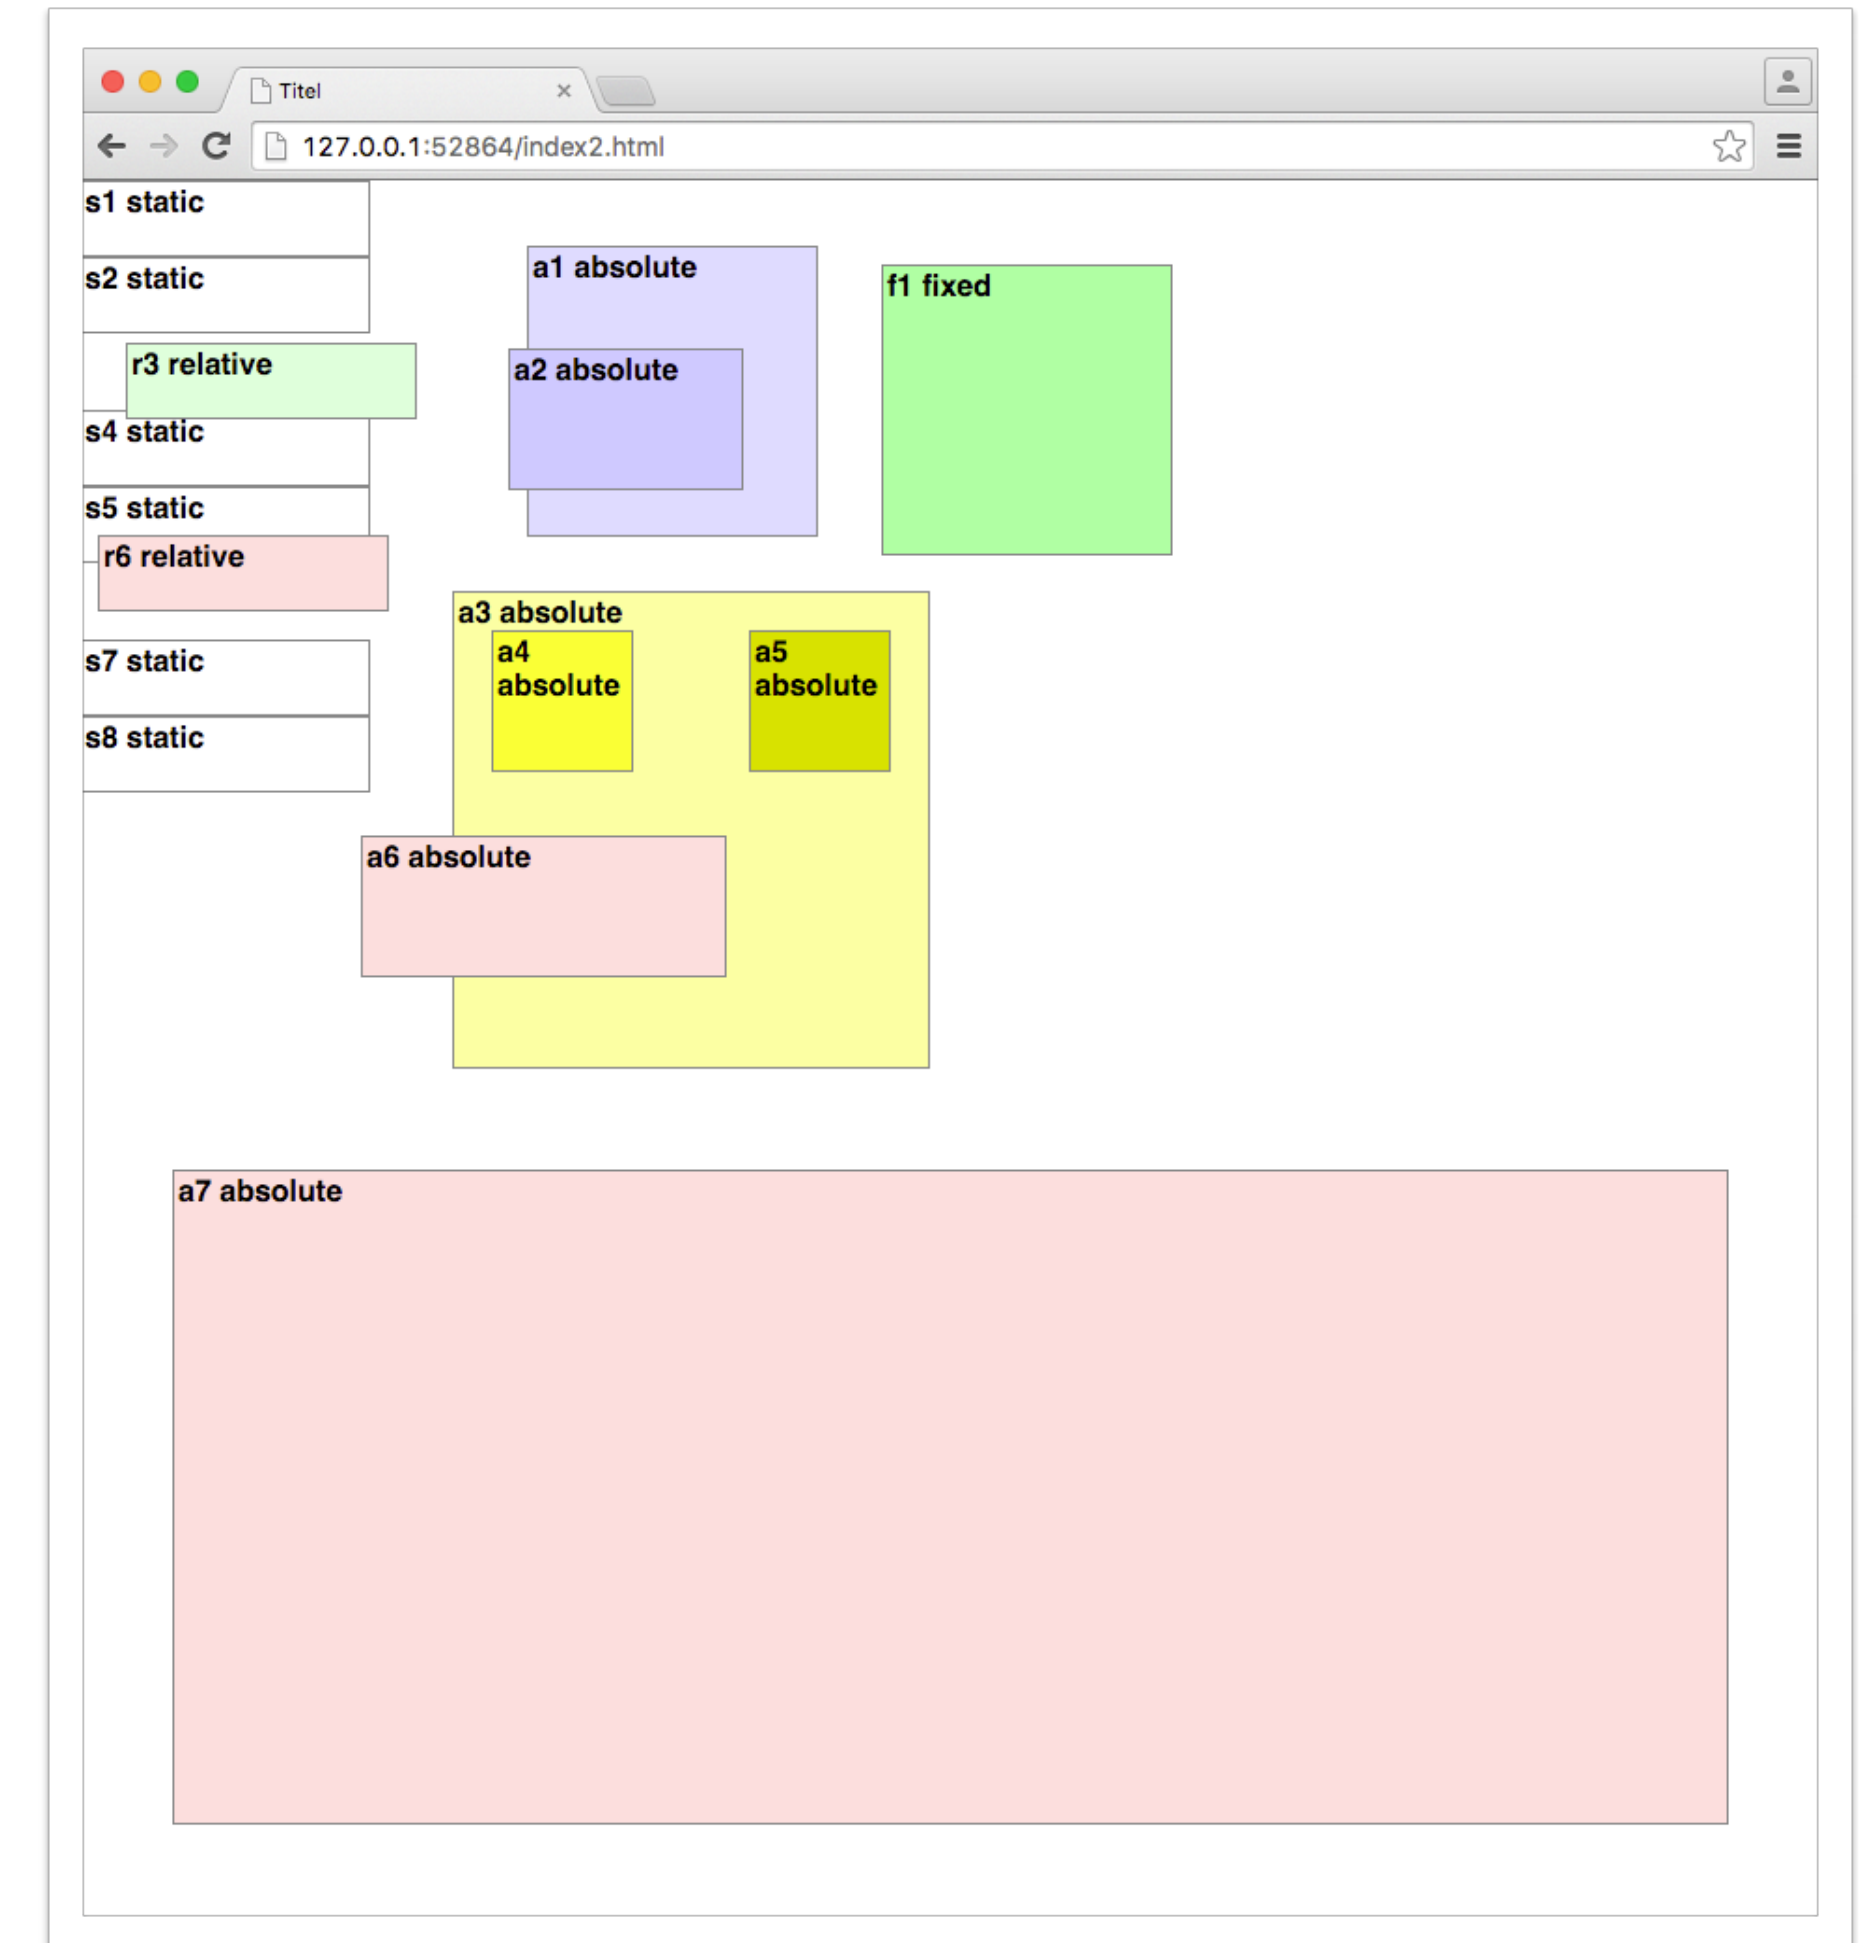 Titel
127.0.0.1:52864/index2.html
s1 static
s2 static
r3 relative
s4 static
s5 static
r6 relative
s7 static
s8 static
a1 absolute
a2 absolute
f1 fixed
a3 absolute
a4
absolute
a5
absolute
a6 absolute
a7 absolute